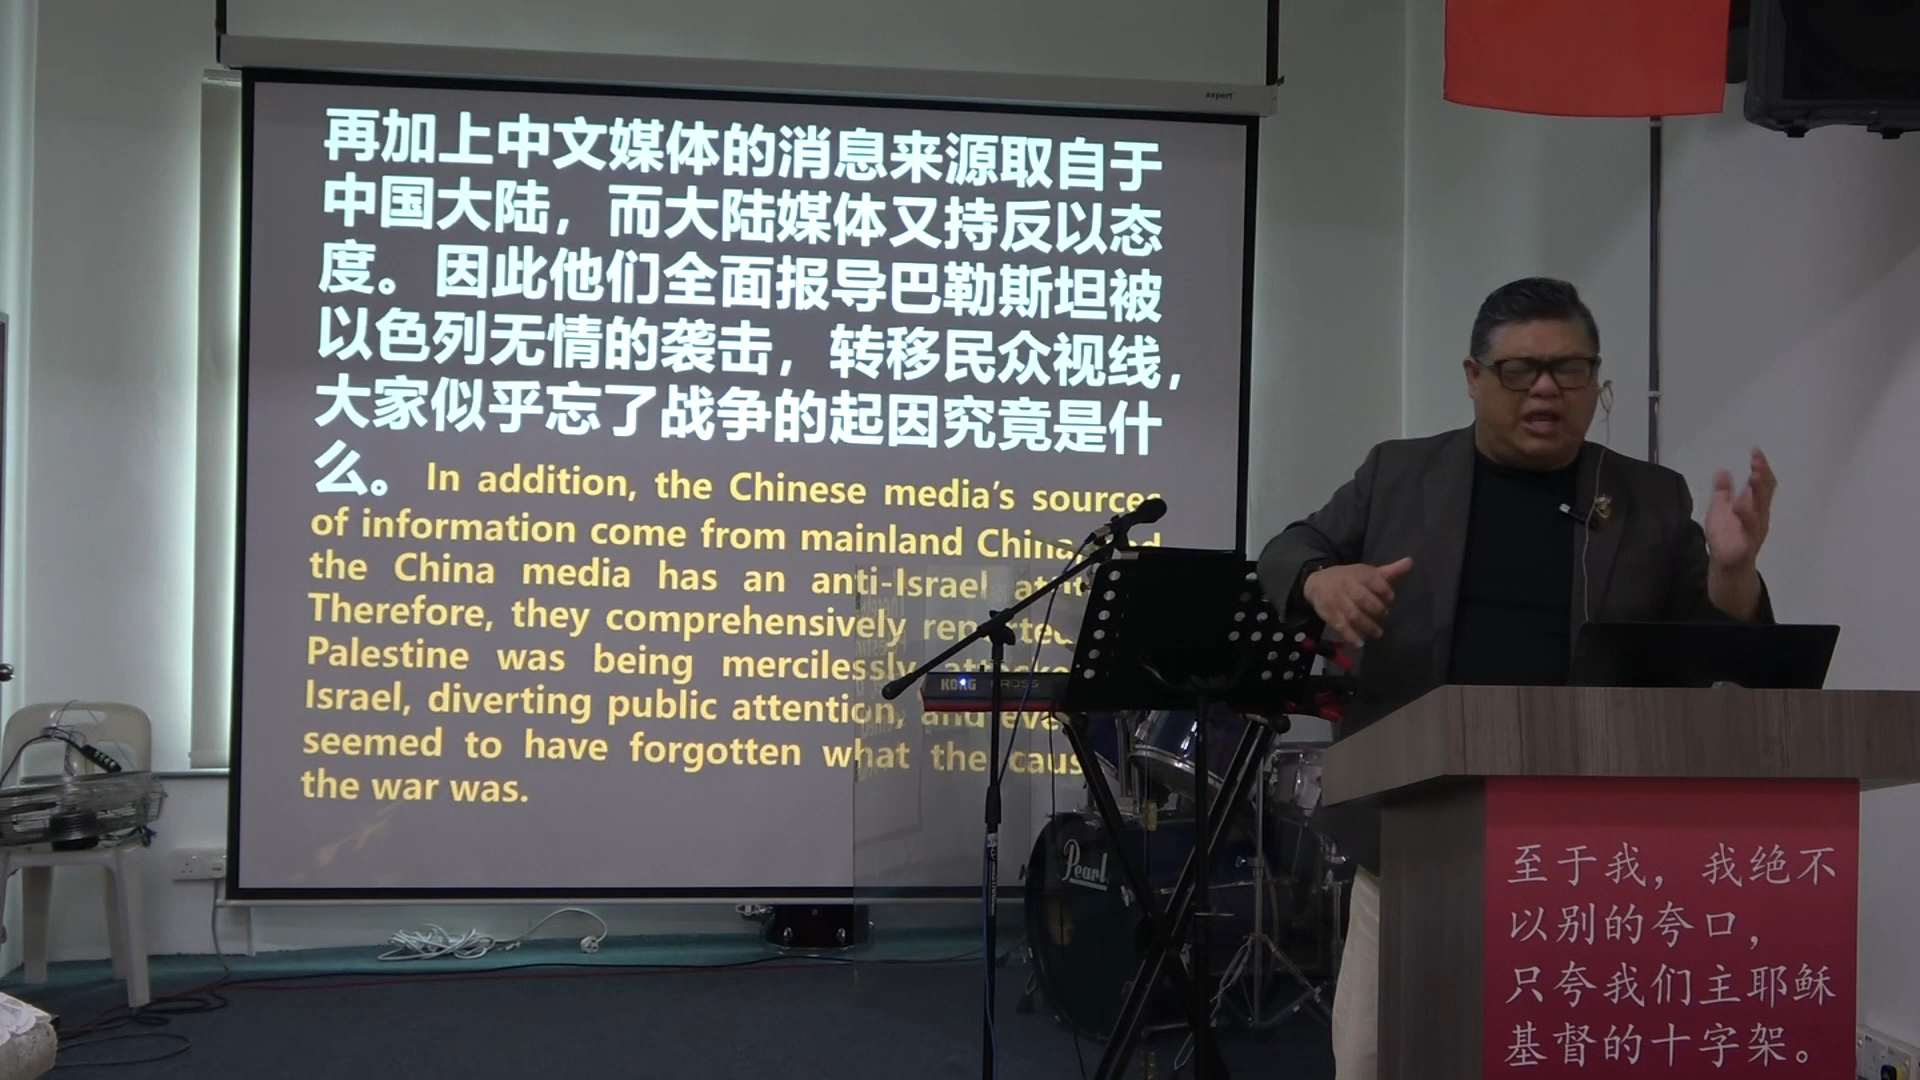 expert
再加上中文媒体的消息来源取自于
中国大陆，而大陆媒体又持反以态
度。因此他们全面报导巴勒斯坦被
以色列无情的袭击，转移民众视线，
大家似乎忘了战争的起因究竟是什
么。In addition, the Chinese media's sources
of information come from mainland China,
the China media has an anti-Israel
Therefore, they comprehensively reported
Palestine was being mercilessly
Israel, diverting public attention, and
seemed to have forgotten what the
the war was.
KORG KROSS
Pearl
至于我，我绝不
以别的夸口，
只夸我们主耶稣
基督的十字架。